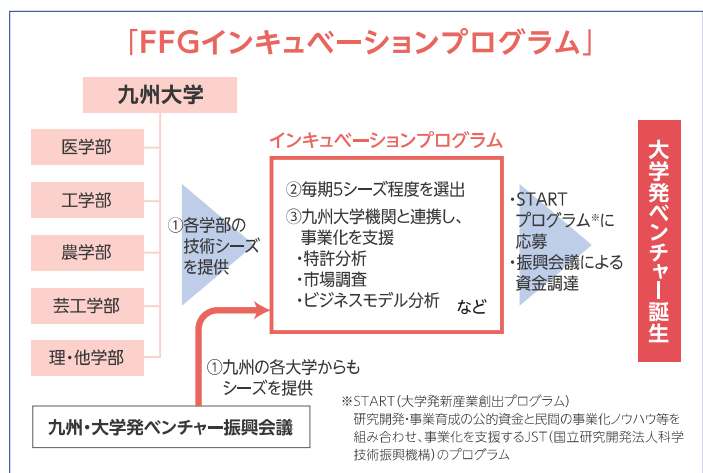 「FFGインキュベーションプログラム」
九州大学
医学部
工学部
農学部
芸工学部
理・他学部
①各学部の
技術シーズ
を提供
インキュベーションプログラム
②毎期5シーズ程度を選出
③九州大学機関と連携し、
事業化を支援
・特許分析
・市場調査
・ビジネスモデル分析 など
・START
プログラム※に
応募
・振興会議による
資金調達
大学発ベンチャー誕生
①九州の各大学からも
シーズを提供
九州・大学発ベンチャー振興会議
※START（大学発新産業創出プログラム）
研究開発・事業育成の公的資金と民間の事業化ノウハウ等を
組み合わせ、事業化を支援するJST（国立研究開発法人科学
技術振興機構）のプログラム